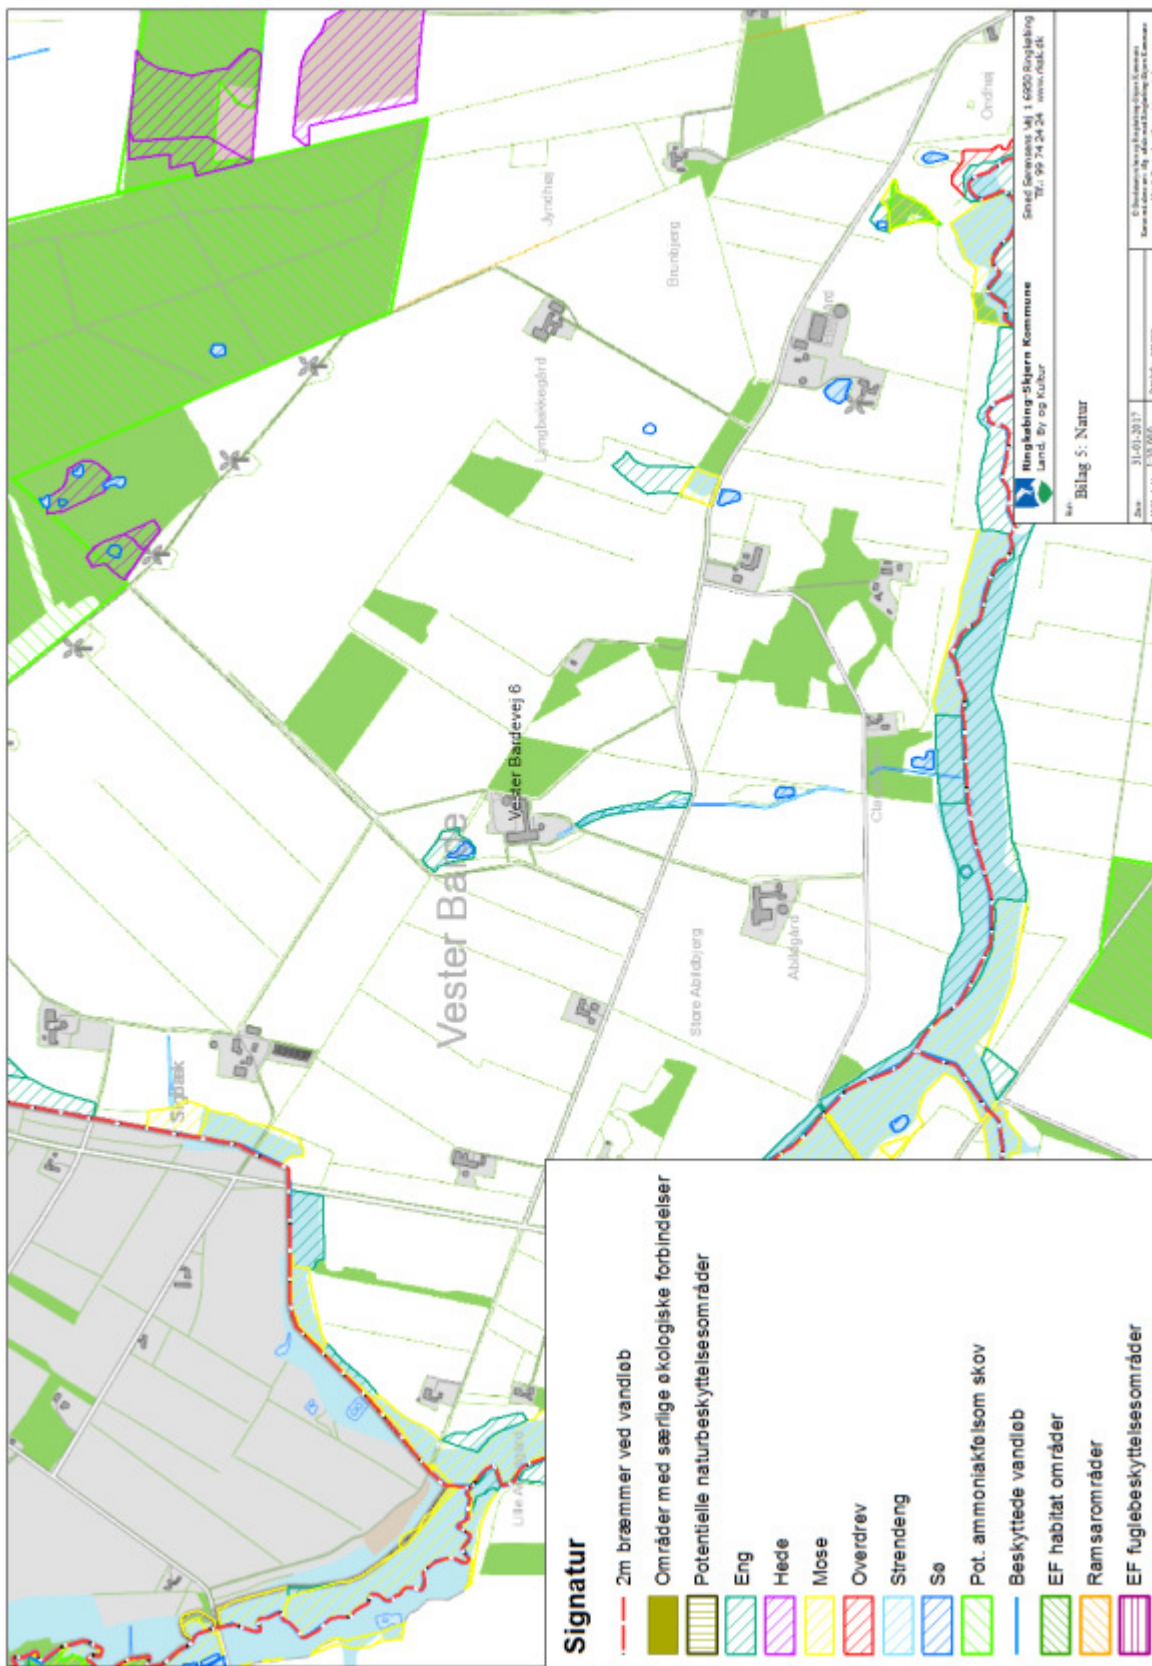 Jyndhøj
Brunbjerg
Ondhøj
Vester Bardevej 6
Store Abildbjerg
Abildgård
Signatur
2m bræmmer ved vandløb
Områder med særlige økologiske forbindelser
Potentielle naturbeskyttelsesområder
Eng
Hede
Mose
Overdrev
Strendeng
Sø
Pot. ammoniakfølsom skov
Beskyttede vandløb
EF habitat områder
Ramsarområder
EF fuglebeskyttelsesområder
Ringkøbing-Skjern Kommune
Land, By og Kultur
Smed Sørensens Vej 1 6950 Ringkøbing
Tlf.: 99 74 24 24 www.rksk.dk
Bilag 5: Natur
31-01-2017